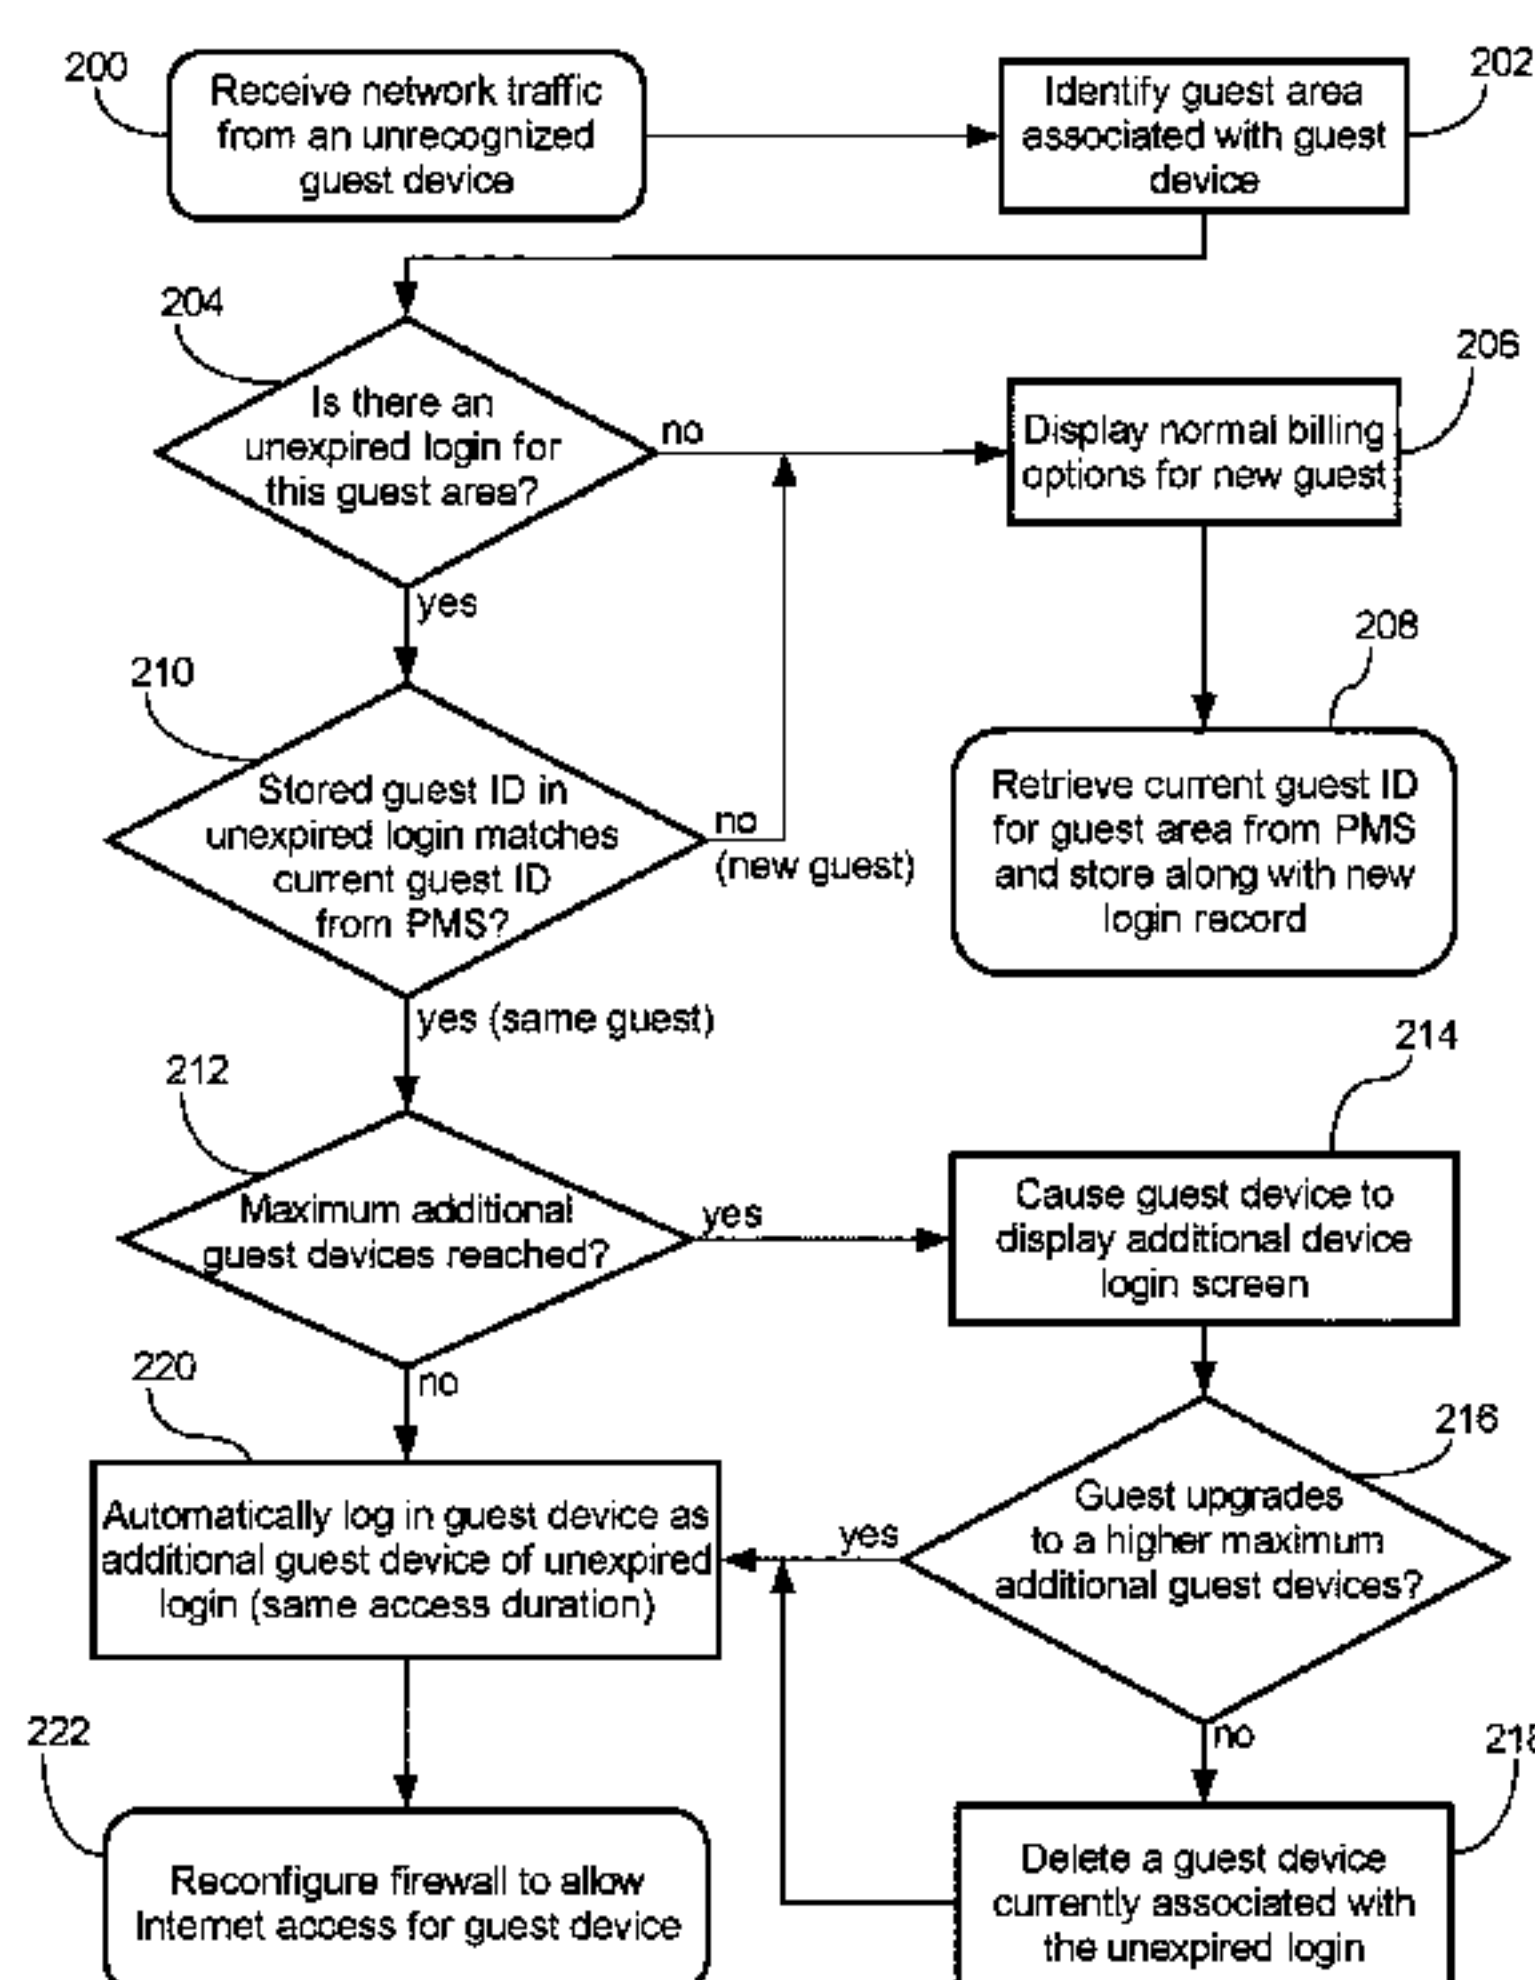 200
Receive network traffic
from an unrecognized
guest device
202
Identify guest area
associated with guest
device
204
Is there an
unexpired login for
this guest area?
no
yes
206
Display normal billing
options for new guest
208
Retrieve current guest ID
for guest area from PMS
and store along with new
login record
210
Stored guest ID in
unexpired login matches
current guest ID
from PMS?
no
(new guest)
yes (same guest)
212
Maximum additional
guest devices reached?
yes
no
214
Cause guest device to
display additional device
login screen
216
Guest upgrades
to a higher maximum
additional guest devices?
yes
no
220
Automatically log in guest device as
additional guest device of unexpired
login (same access duration)
218
Delete a guest device
currently associated with
the unexpired login
222
Reconfigure firewall to allow
Internet access for guest device